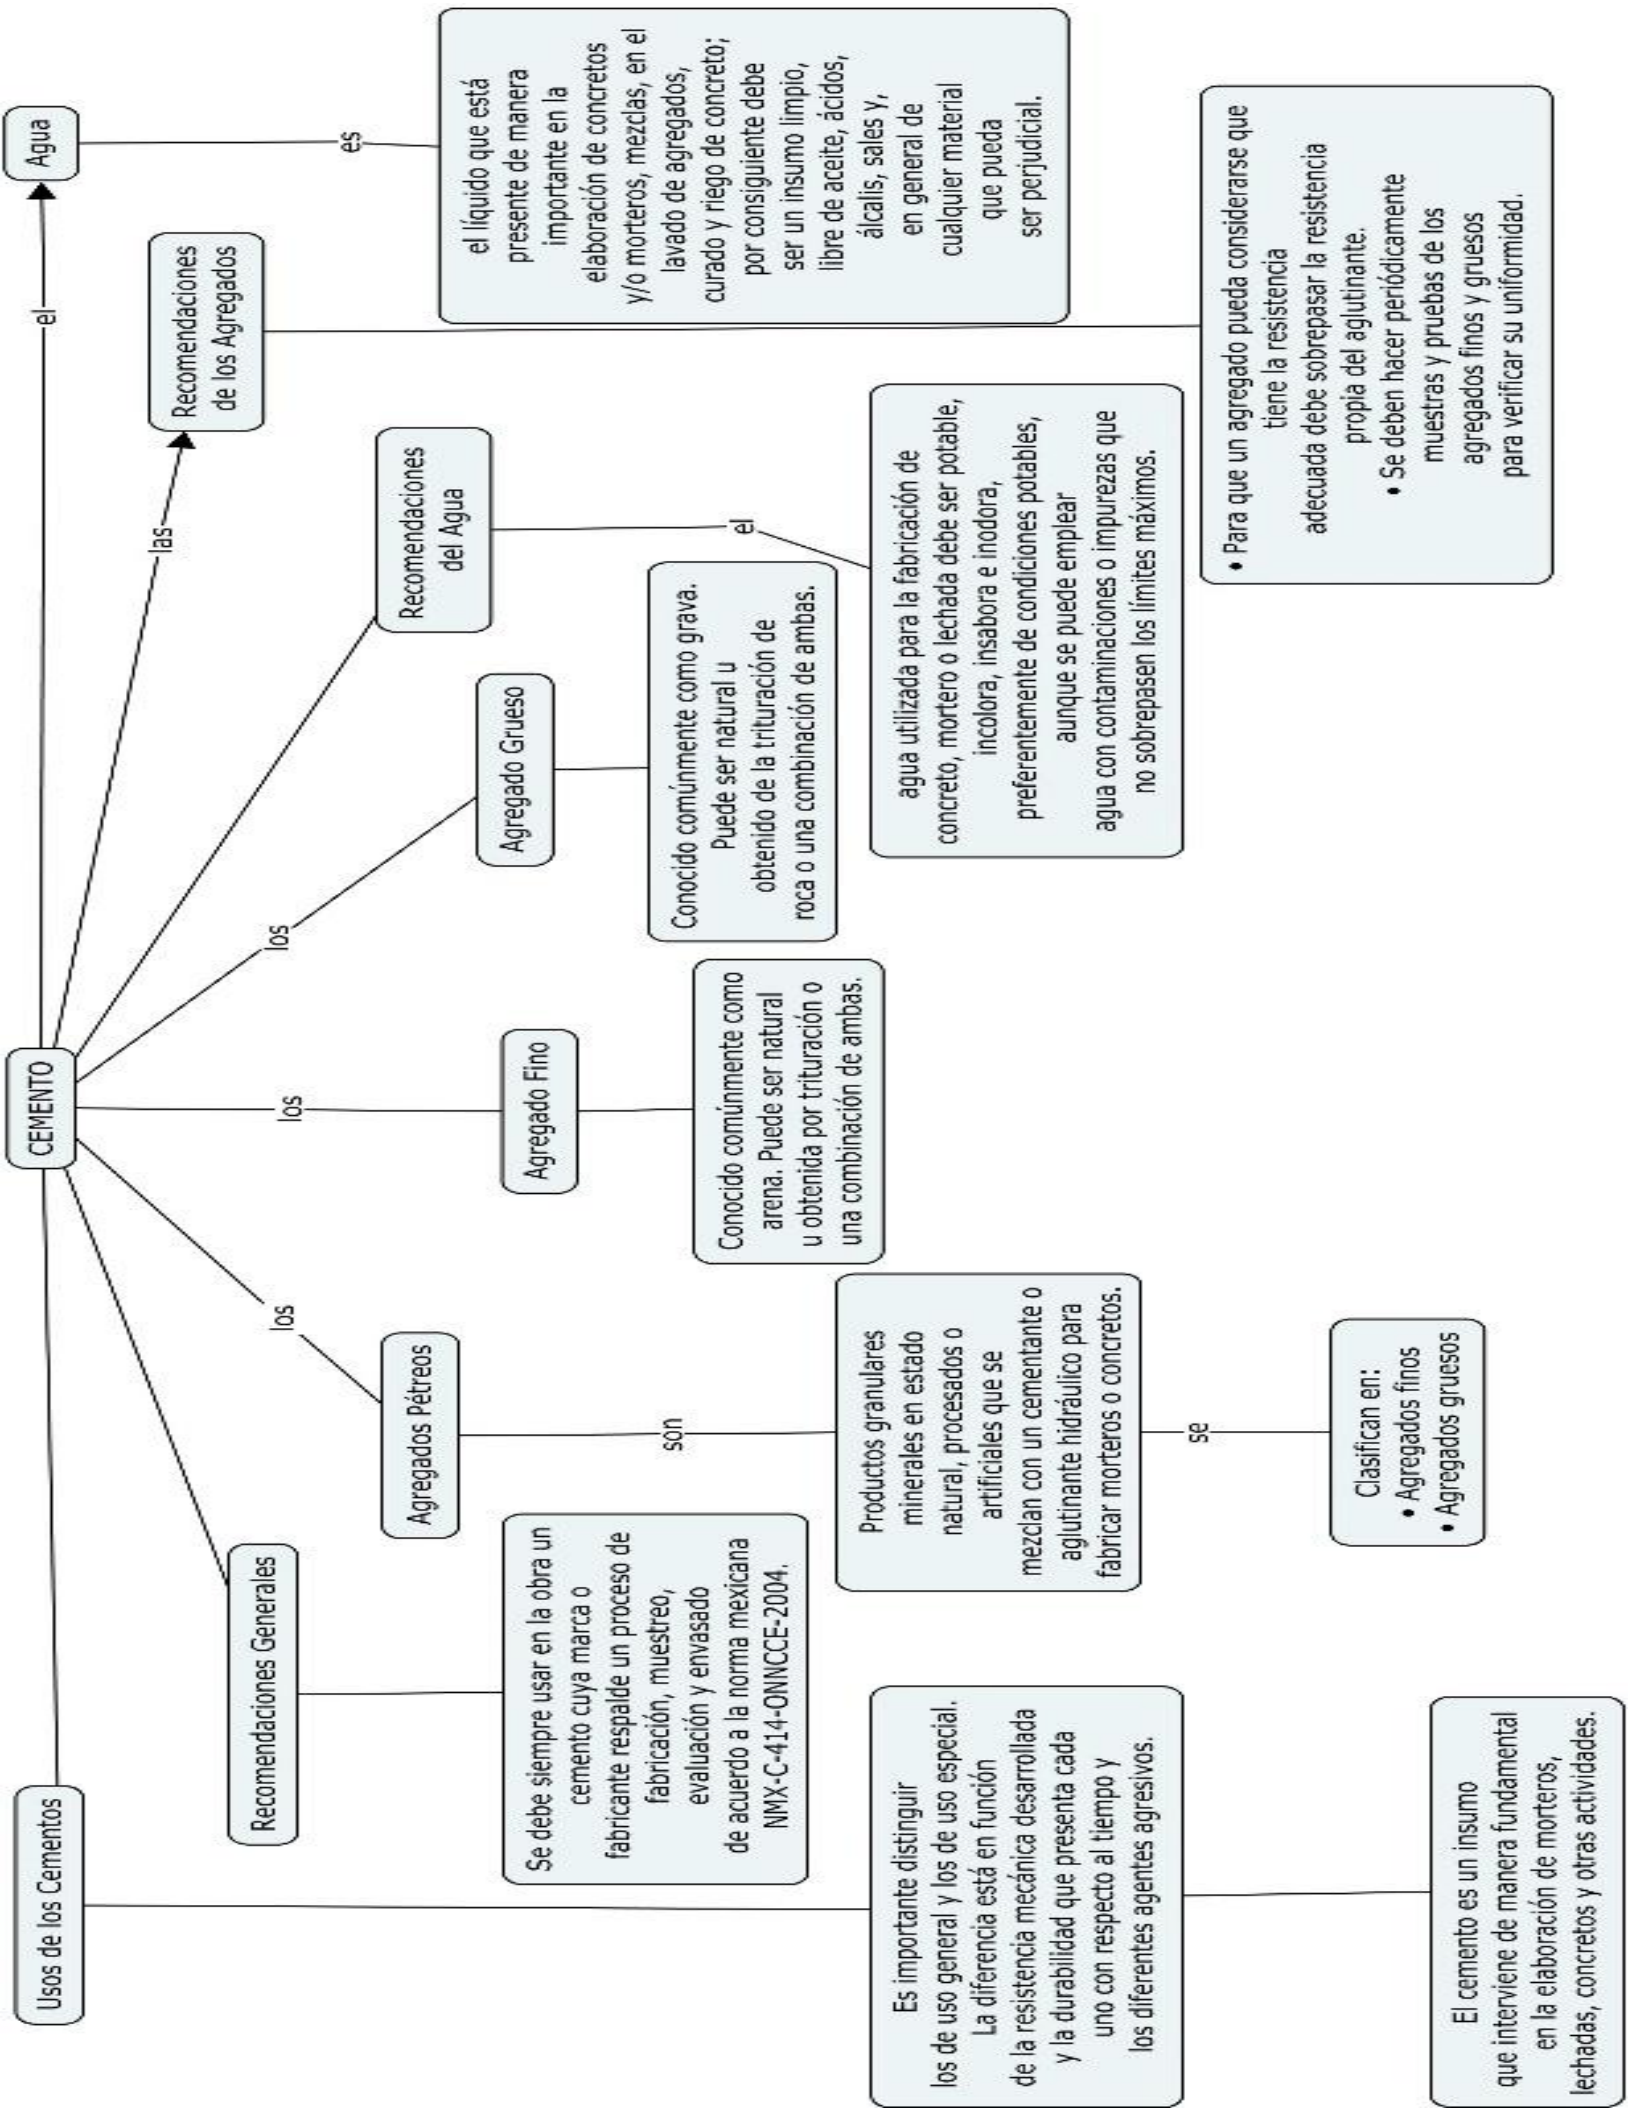 CEMENTO
Usos de los Cementos
Es importante distinguir
los de uso general y los de uso especial.
La diferencia está en función
de la resistencia mecánica desarrollada
y la durabilidad que presenta cada
uno con respecto al tiempo y
los diferentes agentes agresivos.
El cemento es un insumo
que interviene de manera fundamental
en la elaboración de morteros,
lechadas, concretos y otras actividades.
Recomendaciones Generales
Se debe siempre usar en la obra un
cemento cuya marca o
fabricante respalde un proceso de
fabricación, muestreo,
evaluación y envasado
de acuerdo a la norma mexicana
NMX-C-414-ONNCCE-2004.
los
Agregados Pétreos
son
Productos granulares
minerales en estado
natural, procesados o
artificiales que se
mezclan con un cementante o
aglutinante hidráulico para
fabricar morteros o concretos.
se
Clasifican en:
• Agregados finos
• Agregados gruesos
los
Agregado Fino
Conocido comúnmente como
arena. Puede ser natural
u obtenida por trituración o
una combinación de ambas.
los
Agregado Grueso
Conocido comúnmente como grava.
Puede ser natural u
obtenido de la trituración de
roca o una combinación de ambas.
Recomendaciones
del Agua
el
agua utilizada para la fabricación de
concreto, mortero o lechada debe ser potable,
incolora, insabora e inodora,
preferentemente de condiciones potables,
aunque se puede emplear
agua con contaminaciones o impurezas que
no sobrepasen los límites máximos.
las
Recomendaciones
de los Agregados
• Para que un agregado pueda considerarse que
tiene la resistencia
adecuada debe sobrepasar la resistencia
propia del aglutinante.
• Se deben hacer periódicamente
muestras y pruebas de los
agregados finos y gruesos
para verificar su uniformidad.
el
Agua
es
el líquido que está
presente de manera
importante en la
elaboración de concretos
y/o morteros, mezclas, en el
lavado de agregados,
curado y riego de concreto;
por consiguiente debe
ser un insumo limpio,
libre de aceite, ácidos,
álcalis, sales y,
en general de
cualquier material
que pueda
ser perjudicial.